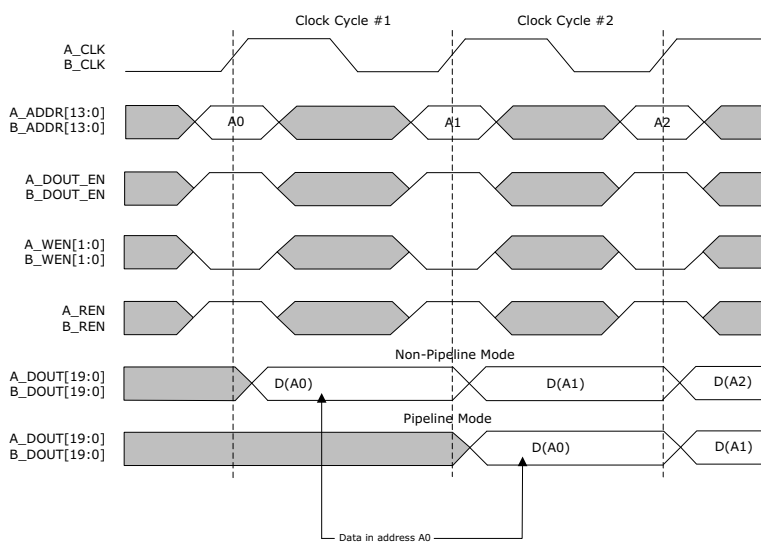 Clock Cycle #1
Clock Cycle #2
A_CLK
B_CLK
A_ADDR[13:0]
B_ADDR[13:0]
A0
A1
A2
A_DOUT_EN
B_DOUT_EN
A_WEN[1:0]
B_WEN[1:0]
A_REN
B_REN
Non-Pipeline Mode
A_DOUT[19:0]
B_DOUT[19:0]
D(A0)
D(A1)
D(A2)
Pipeline Mode
A_DOUT[19:0]
B_DOUT[19:0]
D(A0)
D(A1)
Data in address A0